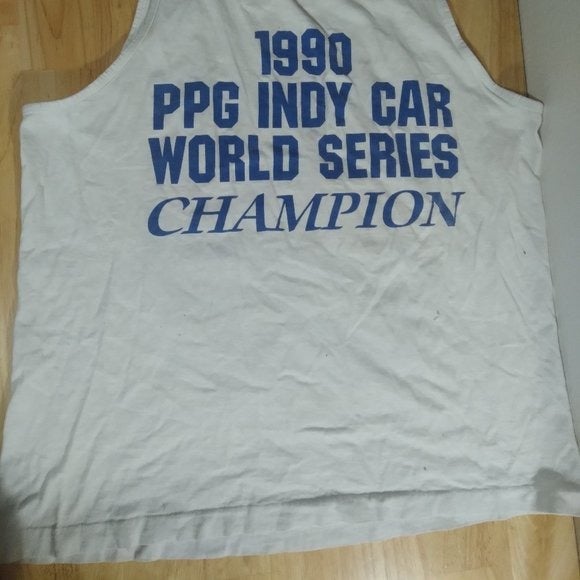 1990
PPG INDY CAR
WORLD SERIES
CHAMPION